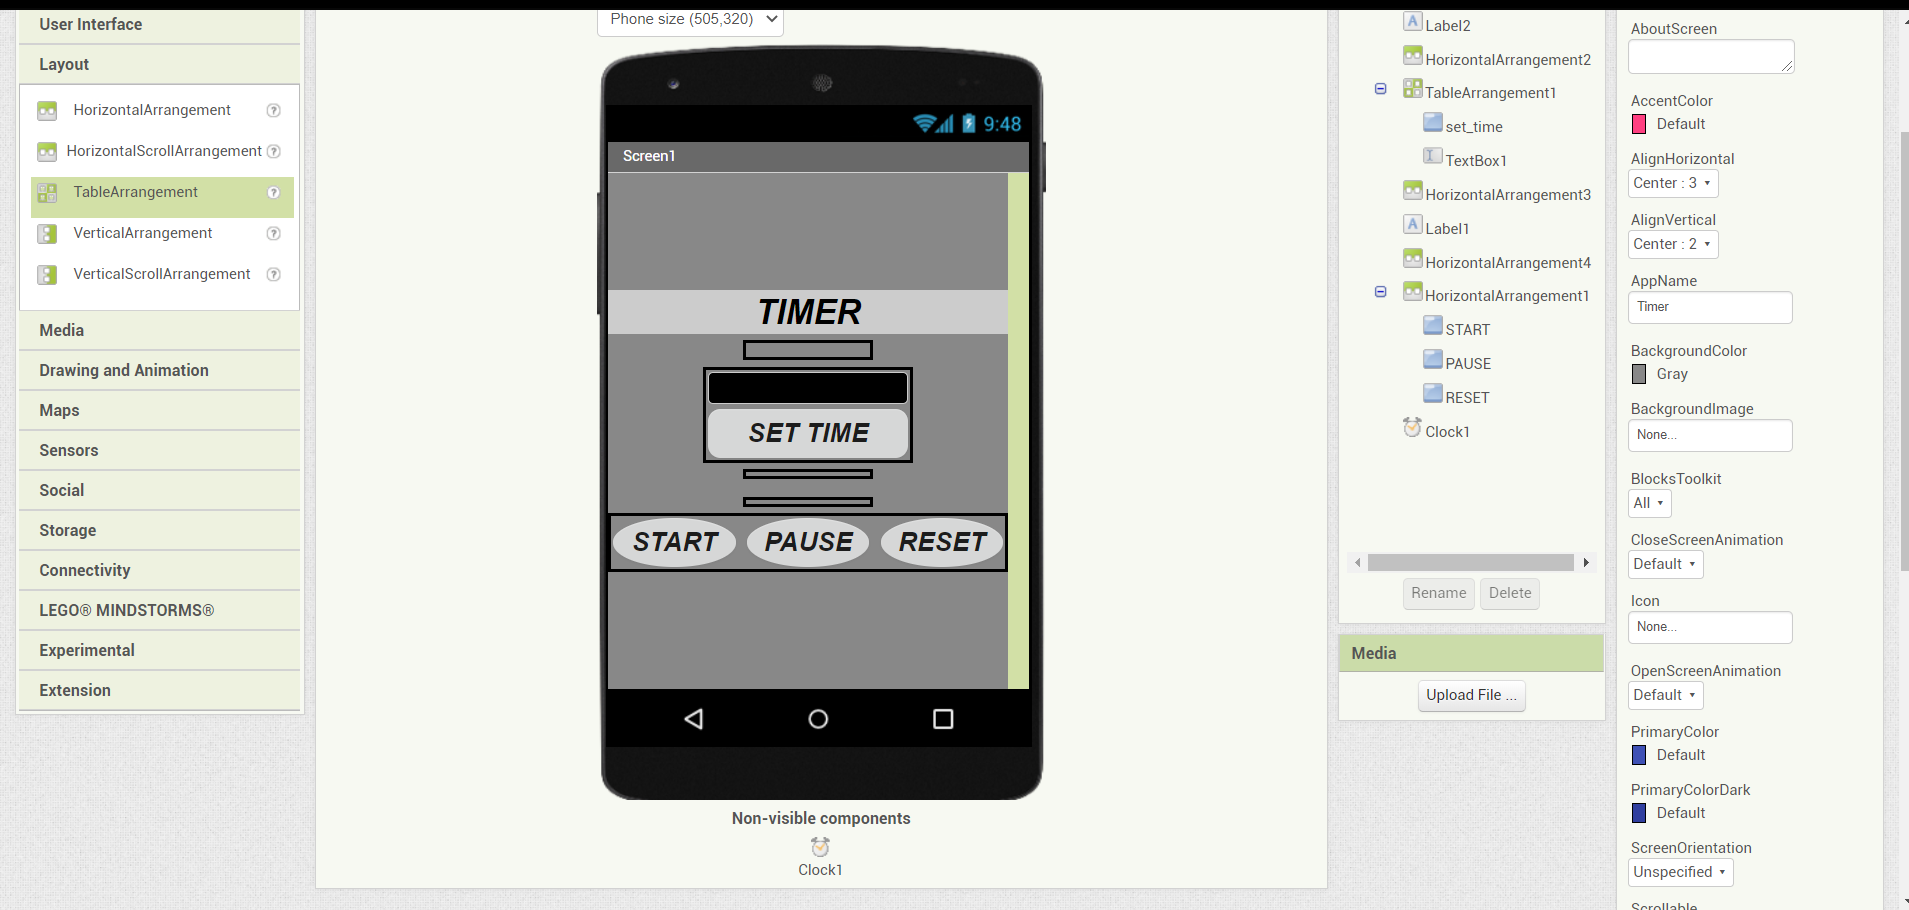 User Interface
Layout
HorizontalArrangement
HorizontalScrollArrangement
TableArrangement
VerticalArrangement
VerticalScrollArrangement
Media
Drawing and Animation
Maps
Sensors
Social
Storage
Connectivity
LEGO® MINDSTORMS®
Experimental
Extension
Phone size (505,320)
9:48
Screen1
TIMER
SET TIME
START PAUSE RESET
Non-visible components
Clock1
Label2
HorizontalArrangement2
TableArrangement1
set_time
TextBox1
HorizontalArrangement3
Label1
HorizontalArrangement4
HorizontalArrangement1
START
PAUSE
RESET
Clock1
Rename Delete
Media
Upload File ...
AboutScreen
AccentColor
Default
AlignHorizontal
Center : 3
AlignVertical
Center : 2
AppName
Timer
BackgroundColor
Gray
BackgroundImage
None...
BlocksToolkit
All
CloseScreenAnimation
Default
Icon
None...
OpenScreenAnimation
Default
PrimaryColor
Default
PrimaryColorDark
Default
ScreenOrientation
Unspecified
Scrollable